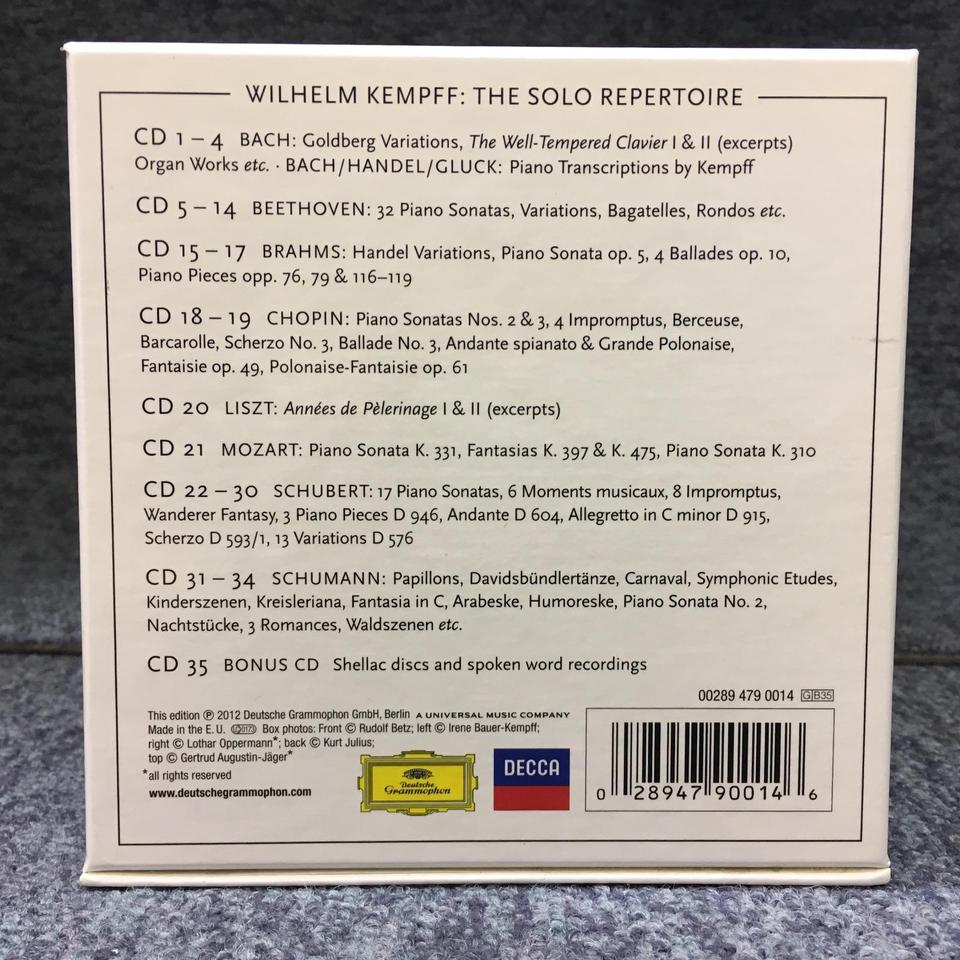 WILHELM KEMPFF: THE SOLO REPERTOIRE
CD 1 – 4 BACH: Goldberg Variations, The Well-Tempered Clavier I & II (excerpts)
Organ Works etc. · BACH/HANDEL/GLUCK: Piano Transcriptions by Kempff
CD 5 – 14 BEETHOVEN: 32 Piano Sonatas, Variations, Bagatelles, Rondos etc.
CD 15 – 17 BRAHMS: Handel Variations, Piano Sonata op. 5, 4 Ballades op. 10,
Piano Pieces opp. 76, 79 & 116–119
CD 18 – 19 CHOPIN: Piano Sonatas Nos. 2 & 3, 4 Impromptus, Berceuse,
Barcarolle, Scherzo No. 3, Ballade No. 3, Andante spianato & Grande Polonaise,
Fantaisie op. 49, Polonaise-Fantaisie op. 61
CD 20 LISZT: Années de Pèlerinage I & II (excerpts)
CD 21 MOZART: Piano Sonata K. 331, Fantasias K. 397 & K. 475, Piano Sonata K. 310
CD 22 – 30 SCHUBERT: 17 Piano Sonatas, 6 Moments musicaux, 8 Impromptus,
Wanderer Fantasy, 3 Piano Pieces D 946, Andante D 604, Allegretto in C minor D 915,
Scherzo D 593/1, 13 Variations D 576
CD 31 – 34 SCHUMANN: Papillons, Davidsbündlertänze, Carnaval, Symphonic Etudes,
Kinderszenen, Kreisleriana, Fantasia in C, Arabeske, Humoreske, Piano Sonata No. 2,
Nachtstücke, 3 Romances, Waldszenen etc.
CD 35 BONUS CD Shellac discs and spoken word recordings
00289 479 0014 GB35
This edition ℗ 2012 Deutsche Grammophon GmbH, Berlin A UNIVERSAL MUSIC COMPANY
Made in the E. U. Box photos: Front © Rudolf Betz; left © Irene Bauer-Kempff;
right © Lothar Oppermann*; back © Kurt Julius;
top © Gertrud Augustin-Jäger*
*all rights reserved
www.deutschegrammophon.com
Deutsche
Grammophon
DECCA
0 28947 90014 6